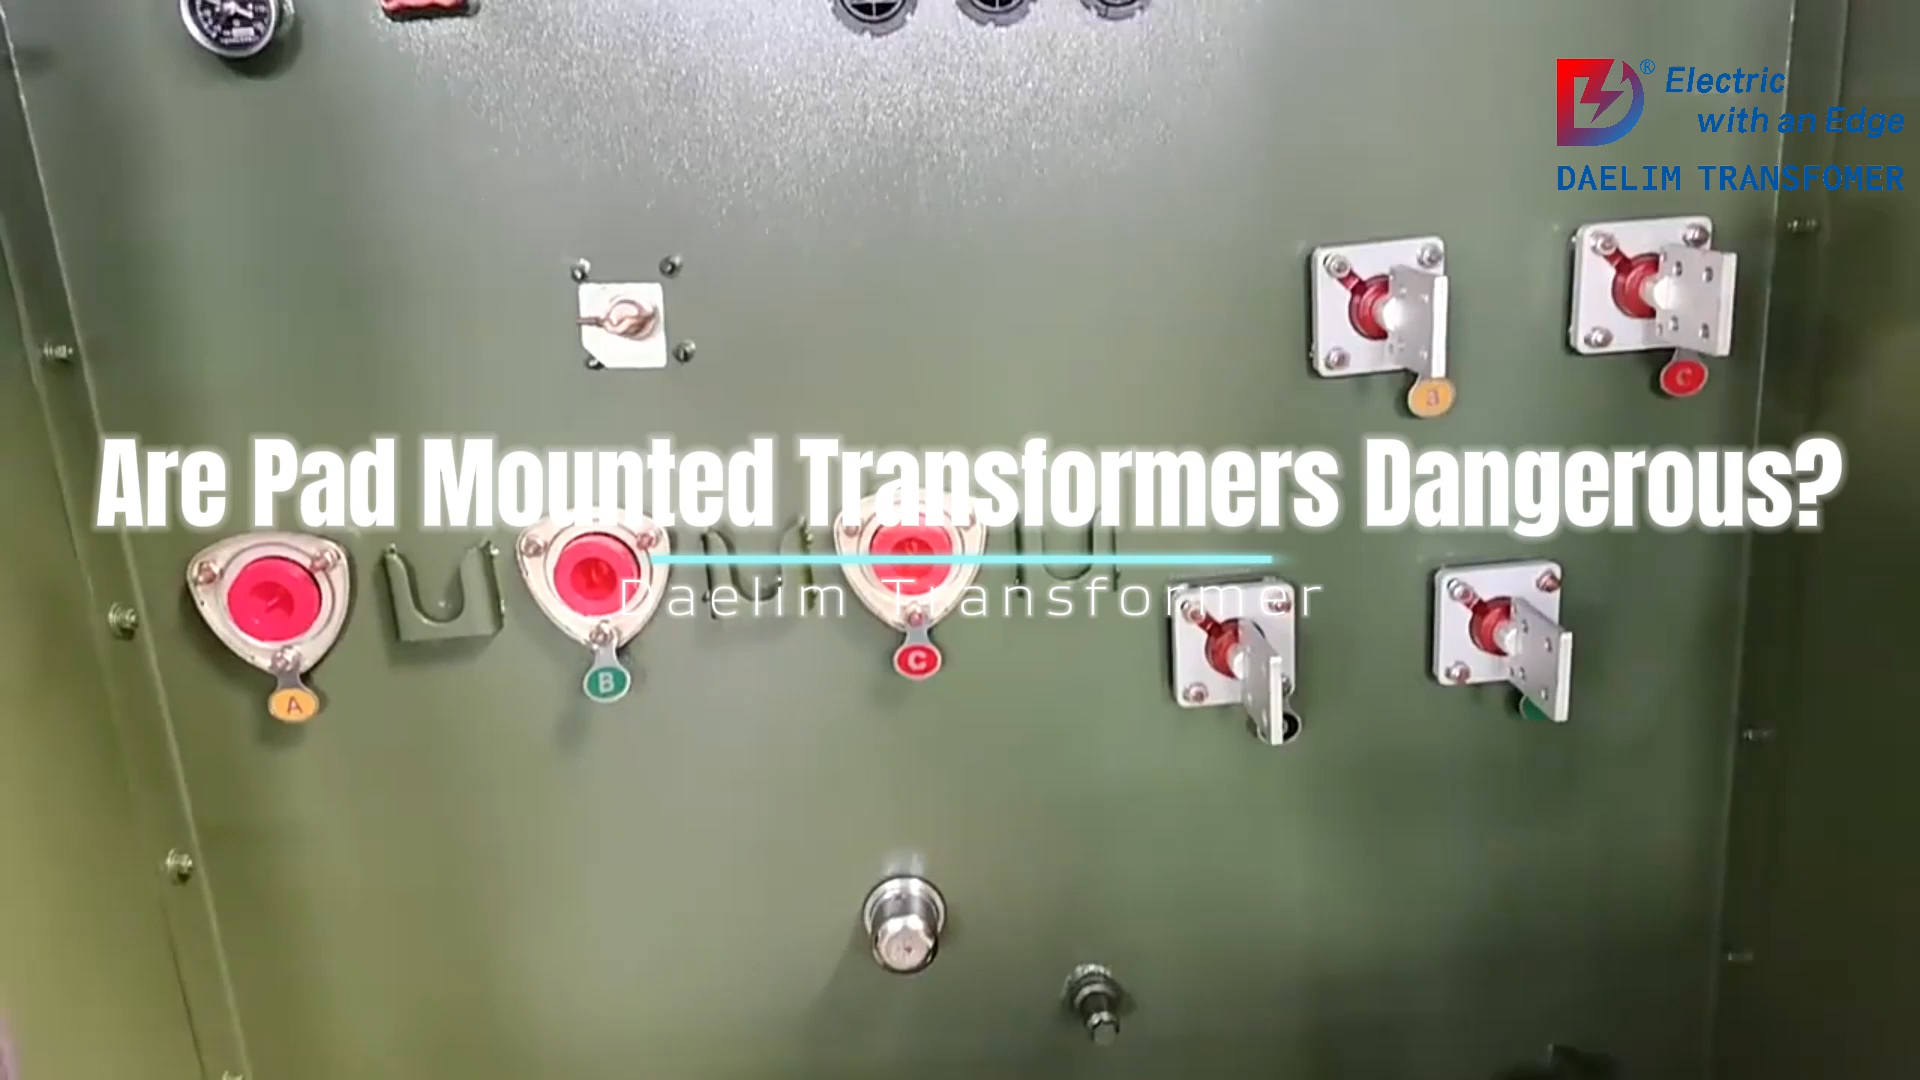 Electric
with an Edge
DAELIM TRANSFOMER
a
C
Are Pad Mounted Transformers Dangerous?
Daelim Transformer
A
B
C